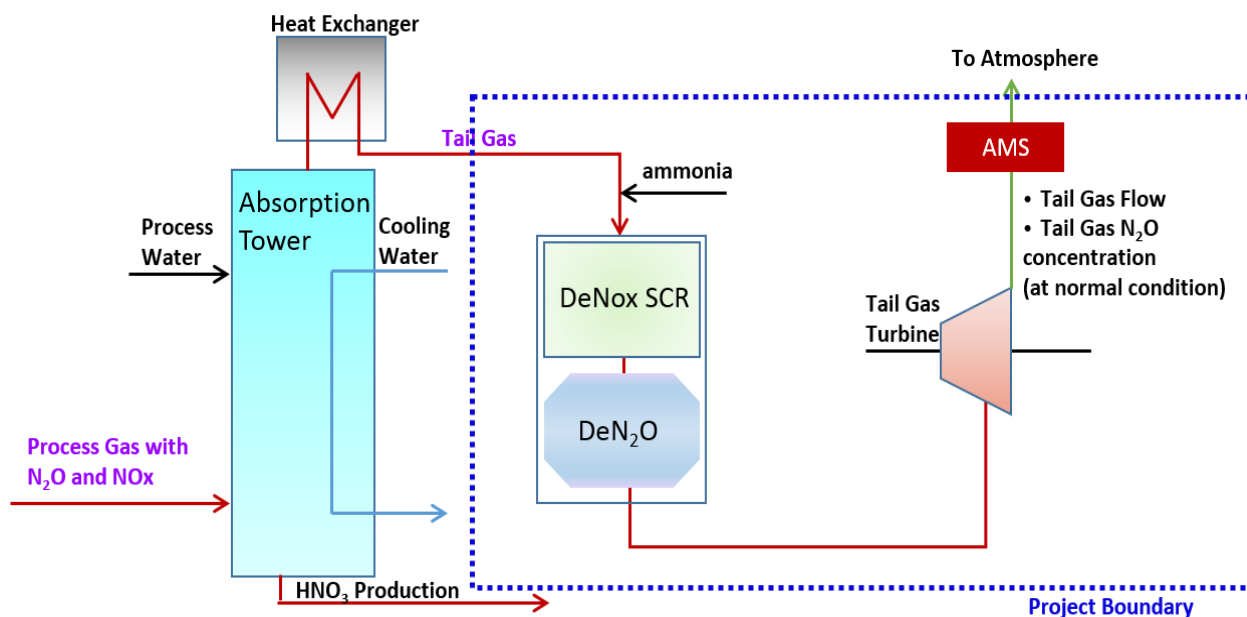 Heat Exchanger
To Atmosphere
Tail Gas
AMS
ammonia
Absorption
Tower
Process
Water
Cooling
Water
• Tail Gas Flow
• Tail Gas N₂O
concentration
(at normal condition)
DeNox SCR
Tail Gas
Turbine
DeN₂O
Process Gas with
N₂O and NOx
HNO₃ Production
Project Boundary